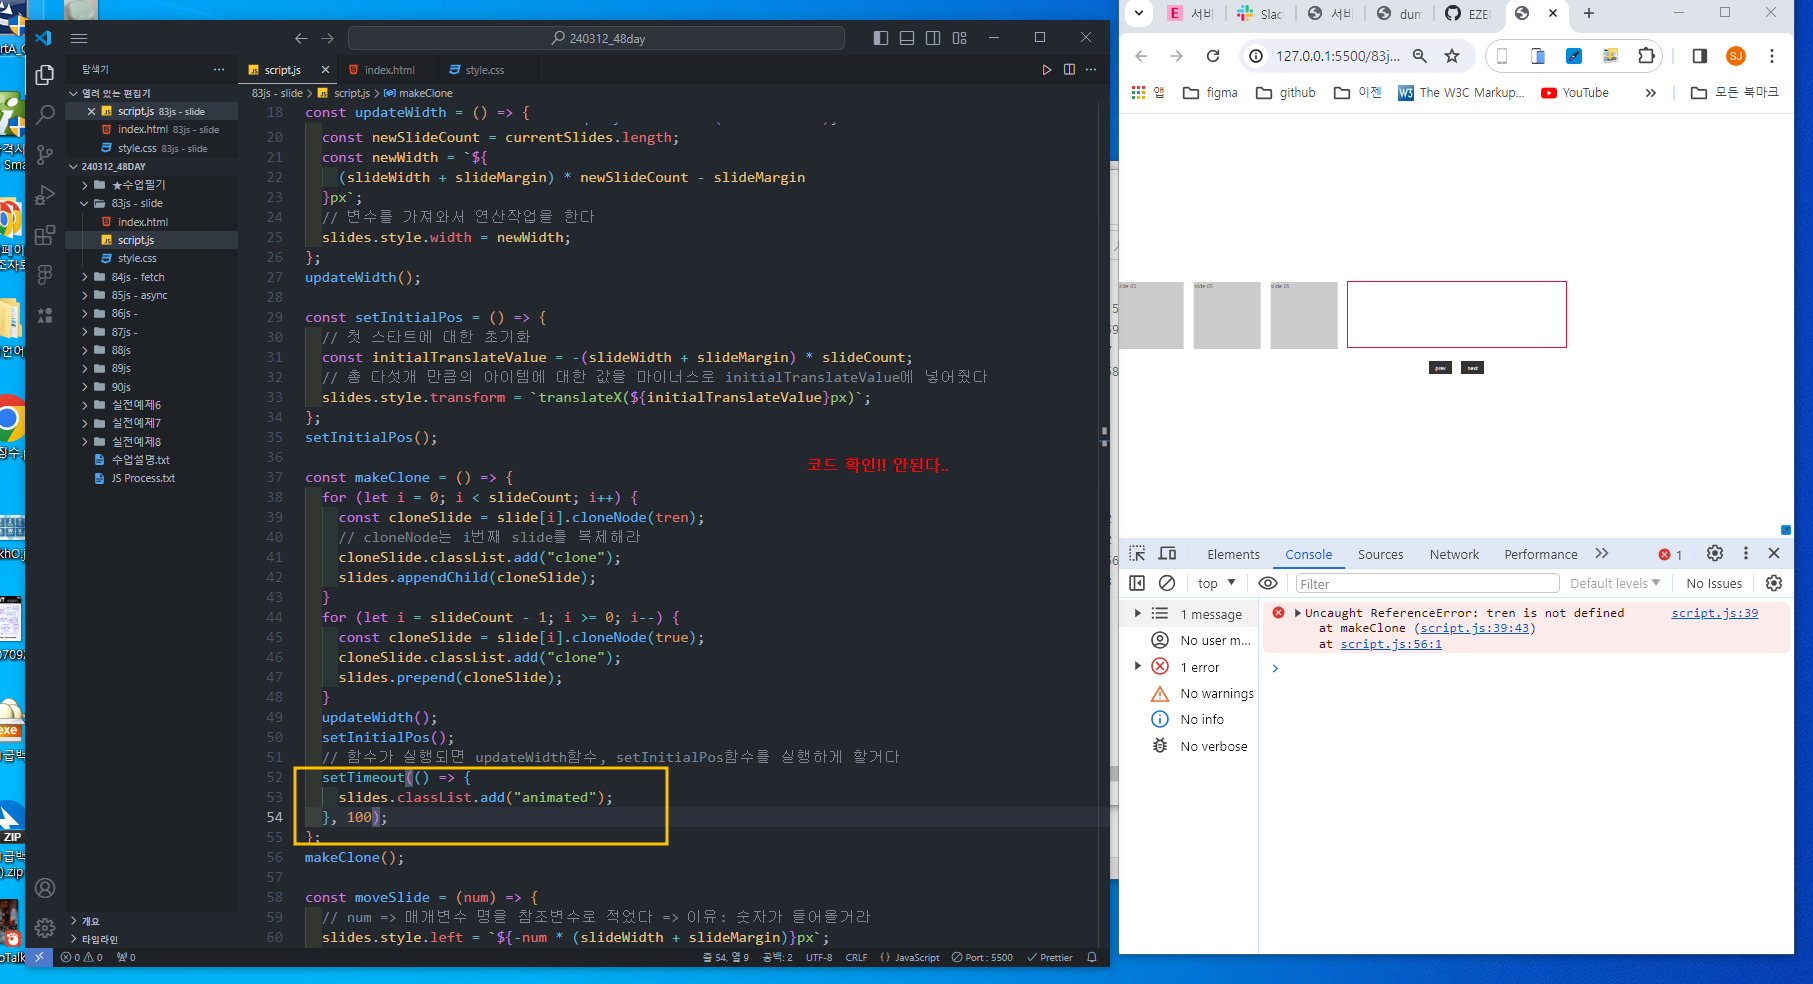 240312_48day
탐색기
열려 있는 편집기
script.js 83js - slide
index.html 83js - slide
style.css 83js - slide
240312_48DAY
★수업필기
83js - slide
index.html
script.js
style.css
84js - fetch
85js - async
86js -
87js -
88js
89js
90js
실전예제6
실전예제7
실전예제8
수업설명.txt
JS Process.txt
개요
타임라인
script.js
index.html
style.css
83js - slide > script.js > makeClone
18 const updateWidth = () => {
20 const newSlideCount = currentSlides.length;
21 const newWidth = `${
22 (slideWidth + slideMargin) * newSlideCount - slideMargin
23 }px`;
24 // 변수를 가져와서 연산작업을 한다
25 slides.style.width = newWidth;
26 };
27 updateWidth();
28
29 const setInitialPos = () => {
30 // 첫 스타트에 대한 초기화
31 const initialTranslateValue = -(slideWidth + slideMargin) * slideCount;
32 // 총 다섯개 만큼의 아이템에 대한 값을 마이너스로 initialTranslateValue에 넣어줬다
33 slides.style.transform = `translateX(${initialTranslateValue}px)`;
34 };
35 setInitialPos();
36
코드 확인!! 안된다..
37 const makeClone = () => {
38 for (let i = 0; i < slideCount; i++) {
39 const cloneSlide = slide[i].cloneNode(tren);
40 // cloneNode는 i번째 slide를 복제해라
41 cloneSlide.classList.add("clone");
42 slides.appendChild(cloneSlide);
43 }
44 for (let i = slideCount - 1; i >= 0; i--) {
45 const cloneSlide = slide[i].cloneNode(true);
46 cloneSlide.classList.add("clone");
47 slides.prepend(cloneSlide);
48 }
49 updateWidth();
50 setInitialPos();
51 // 함수가 실행되면 updateWidth함수, setInitialPos함수를 실행하게 할거다
52 setTimeout(() => {
53 slides.classList.add("animated");
54 }, 100);
55 };
56 makeClone();
57
58 const moveSlide = (num) => {
59 // num => 매개변수 명을 참조변수로 적었다 => 이유: 숫자가 들어올거라
60 slides.style.left = `${-num * (slideWidth + slideMargin)}px`;
0 0 0
줄 54, 열 9 공백: 2 UTF-8 CRLF {} JavaScript Port : 5500 Prettier
서비 Slac 서비 dum EZE
127.0.0.1:5500/83j...
SJ
앱 figma github 이젠 The W3C Markup... YouTube » 모든 북마크
slide 05 slide 05 slide 05
prev next
Elements Console Sources Network Performance 1
top Filter Default levels No Issues
1 message
No user m...
1 error
No warnings
No info
No verbose
Uncaught ReferenceError: tren is not defined script.js:39
at makeClone (script.js:39:43)
at script.js:56:1
ZIP